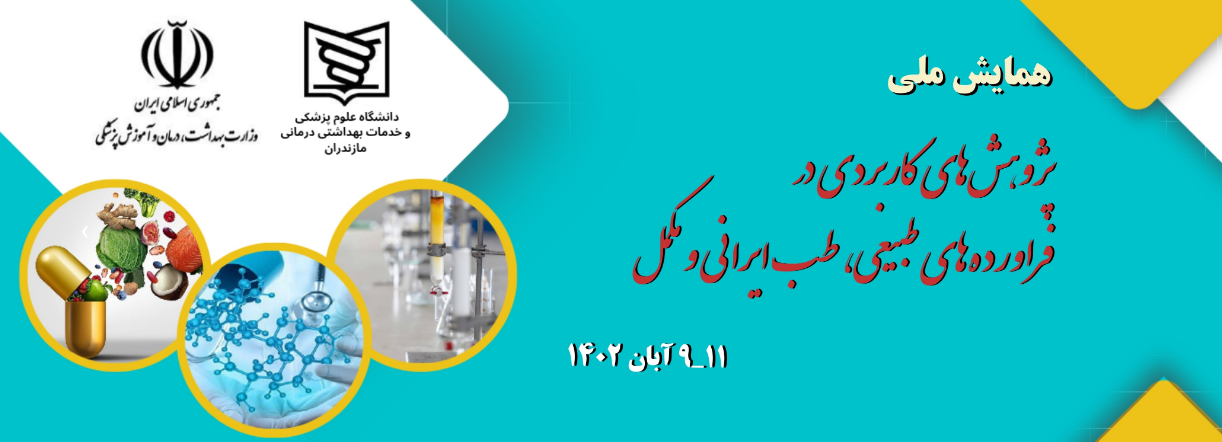 همایش ملی
پژوهش‌های کاربردی در
فراورده‌های طبیعی، طب ایرانی و مکمل
۹_۱۱ آبان ۱۴۰۲
دانشگاه علوم پزشکی
و خدمات بهداشتی درمانی
مازندران
جمهوری اسلامی ایران
وزارت بهداشت، درمان و آموزش پزشکی